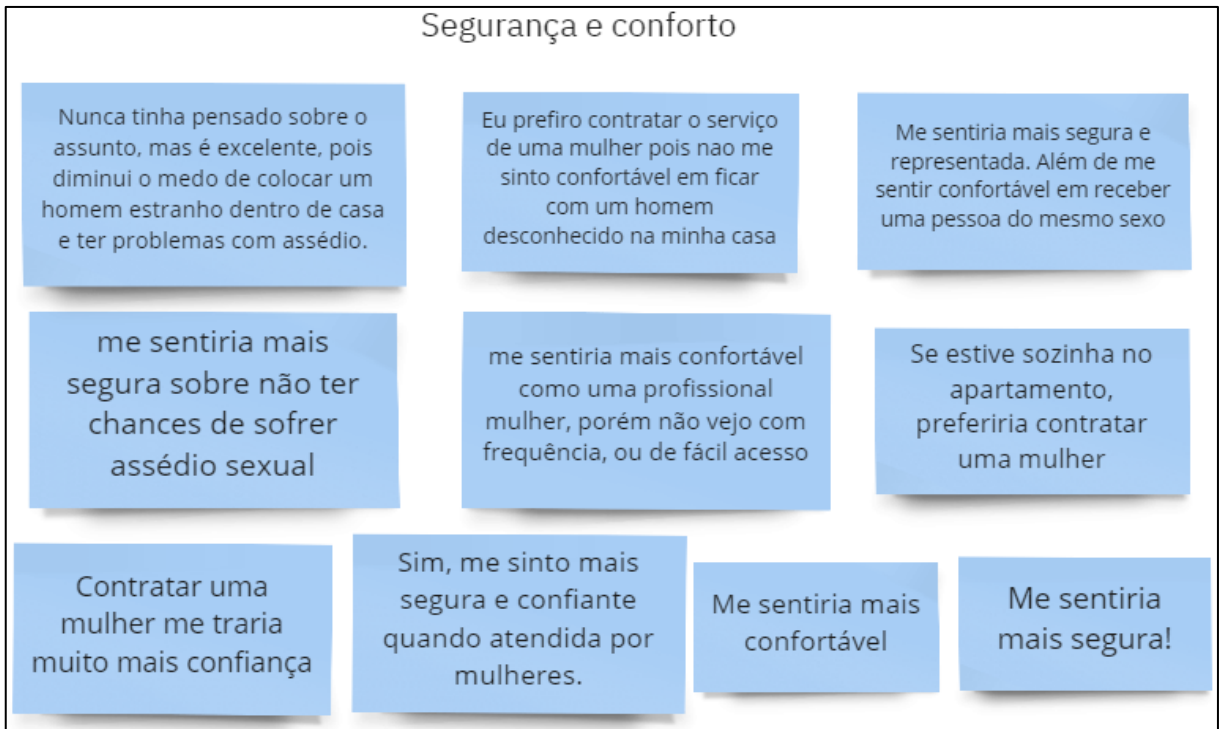 Segurança e conforto
Nunca tinha pensado sobre o
assunto, mas é excelente, pois
diminui o medo de colocar um
homem estranho dentro de casa
e ter problemas com assédio.
Eu prefiro contratar o serviço
de uma mulher pois nao me
sinto confortável em ficar
com um homem
desconhecido na minha casa
Me sentiria mais segura e
representada. Além de me
sentir confortável em receber
uma pessoa do mesmo sexo
me sentiria mais
segura sobre não ter
chances de sofrer
assédio sexual
me sentiria mais confortável
como uma profissional
mulher, porém não vejo com
frequência, ou de fácil acesso
Se estive sozinha no
apartamento,
preferiria contratar
uma mulher
Contratar uma
mulher me traria
muito mais confiança
Sim, me sinto mais
segura e confiante
quando atendida por
mulheres.
Me sentiria mais
confortável
Me sentiria
mais segura!